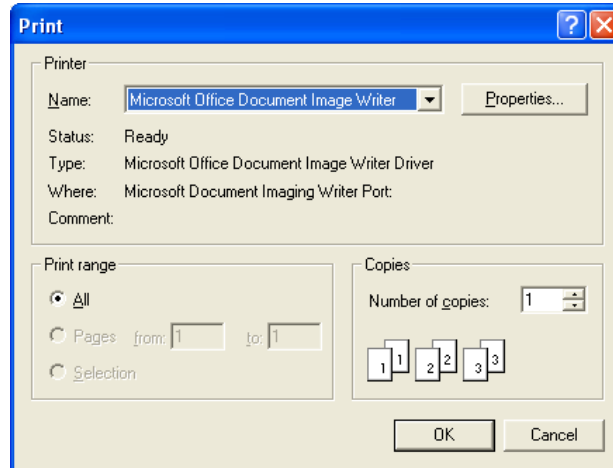 Print
Printer
Name: Microsoft Office Document Image Writer Properties...
Status: Ready
Type: Microsoft Office Document Image Writer Driver
Where: Microsoft Document Imaging Writer Port:
Comment:
Print range
All
Pages from: 1 to: 1
Selection
Copies
Number of copies: 1
1 1 2 2 3 3
OK Cancel